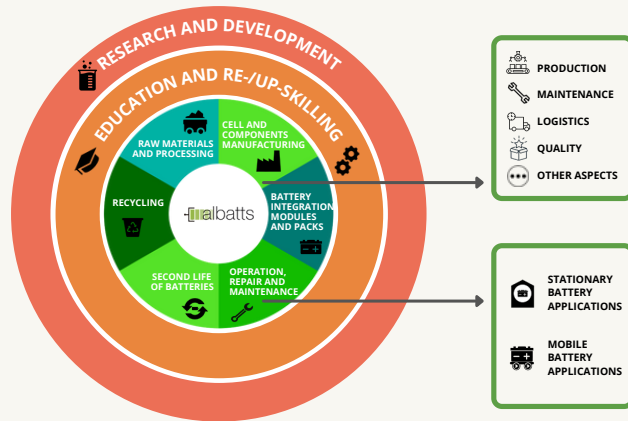 RESEARCH AND DEVELOPMENT
EDUCATION AND RE-/UP-SKILLING
RAW MATERIALS
AND PROCESSING
CELL AND
COMPONENTS
MANUFACTURING
RECYCLING
albatts
BATTERY
INTEGRATION
MODULES
AND PACKS
SECOND LIFE
OF BATTERIES
OPERATION,
REPAIR AND
MAINTENANCE
PRODUCTION
MAINTENANCE
LOGISTICS
QUALITY
OTHER ASPECTS
STATIONARY
BATTERY
APPLICATIONS
MOBILE
BATTERY
APPLICATIONS